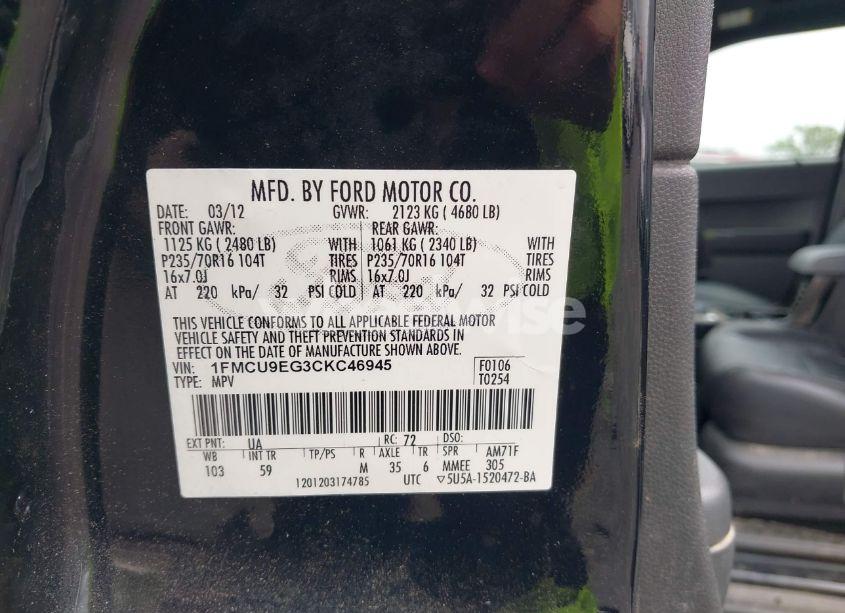 MFD. BY FORD MOTOR CO.
DATE: 03/12 GVWR: 2123 KG ( 4680 LB)
FRONT GAWR: REAR GAWR:
1125 KG ( 2480 LB) WITH 1061 KG ( 2340 LB) WITH
P235/70R16 104T TIRES P235/70R16 104T TIRES
16x7.0J RIMS 16x7.0J RIMS
AT 220 kPa/ 32 PSI COLD AT 220 kPa/ 32 PSI COLD
THIS VEHICLE CONFORMS TO ALL APPLICABLE FEDERAL MOTOR
VEHICLE SAFETY AND THEFT PREVENTION STANDARDS IN
EFFECT ON THE DATE OF MANUFACTURE SHOWN ABOVE.
VIN: 1FMCU9EG3CKC46945 F0106
TYPE: MPV T0254
EXT PNT: UA RC: 72 DSO:
WB INT TR TP/PS R AXLE TR SPR AM71F
103 59 M 35 6 MMEE 305
1201203174785 UTC ▽5U5A-1520472-BA